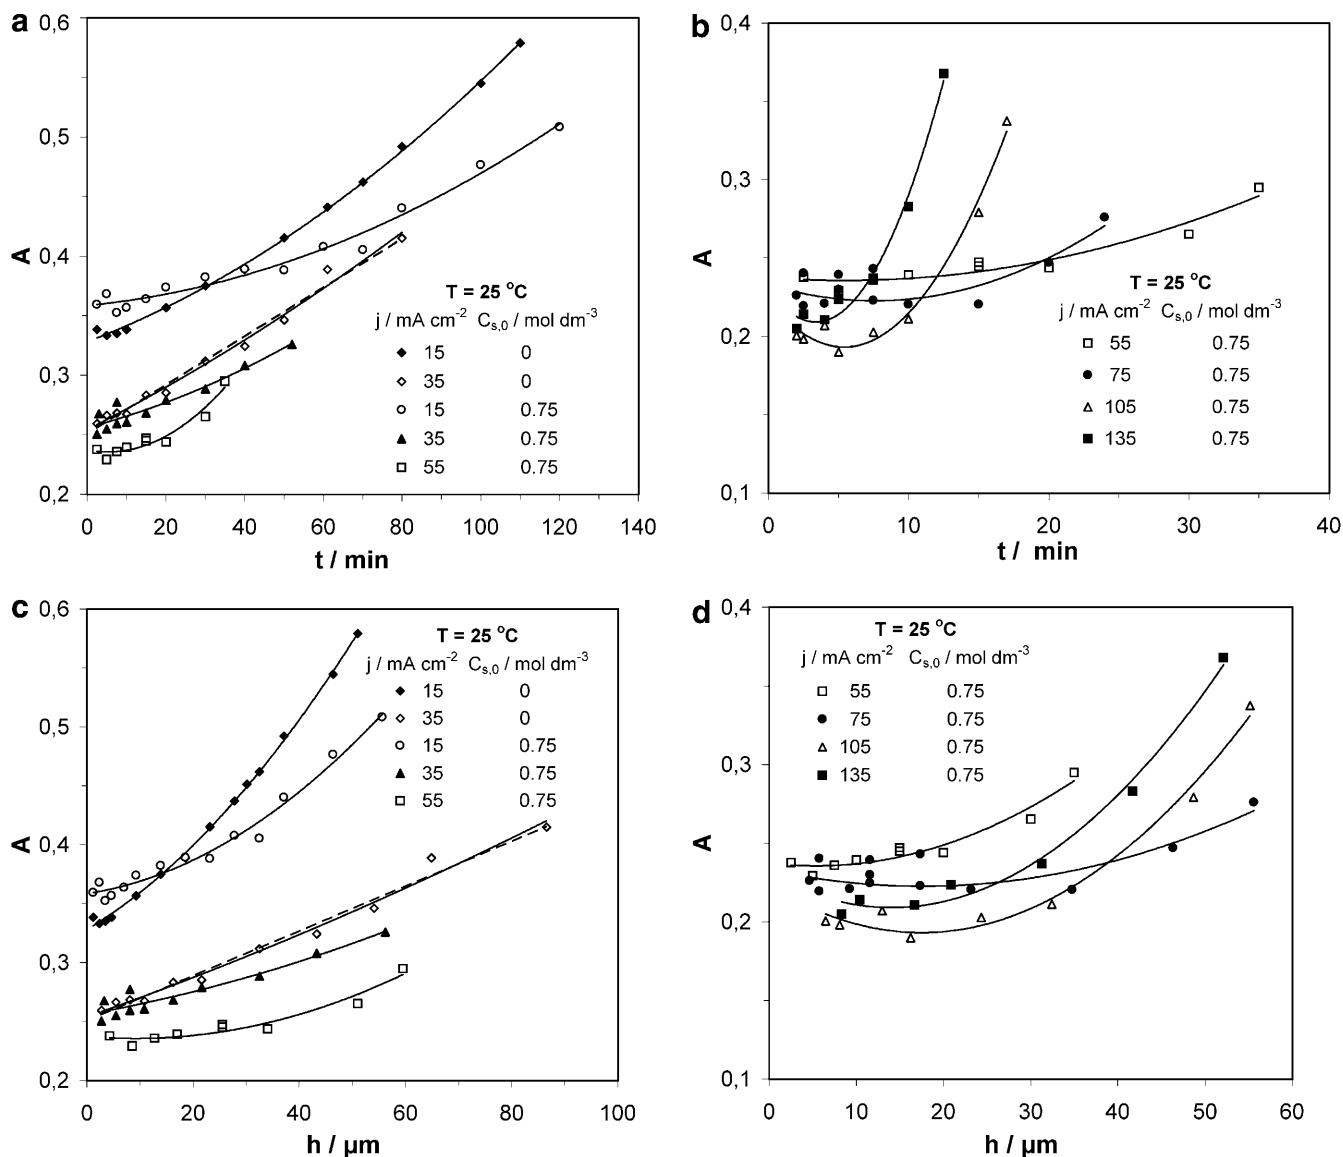 a
0,6
0,5
0,4
0,3
0,2
A
0 20 40 60 80 100 120 140
t / min
T = 25 °C
j / mA cm-2 Cs,0 / mol dm-3
15 0
35 0
15 0.75
35 0.75
55 0.75
b
0,4
0,3
0,2
0,1
A
0 10 20 30 40
t / min
T = 25 °C
j / mA cm-2 Cs,0 / mol dm-3
55 0.75
75 0.75
105 0.75
135 0.75
c
0,6
0,5
0,4
0,3
0,2
A
0 20 40 60 80 100
h / µm
T = 25 °C
j / mA cm-2 Cs,0 / mol dm-3
15 0
35 0
15 0.75
35 0.75
55 0.75
d
0,4
0,3
0,2
0,1
A
0 10 20 30 40 50 60
h / µm
T = 25 °C
j / mA cm-2 Cs,0 / mol dm-3
55 0.75
75 0.75
105 0.75
135 0.75